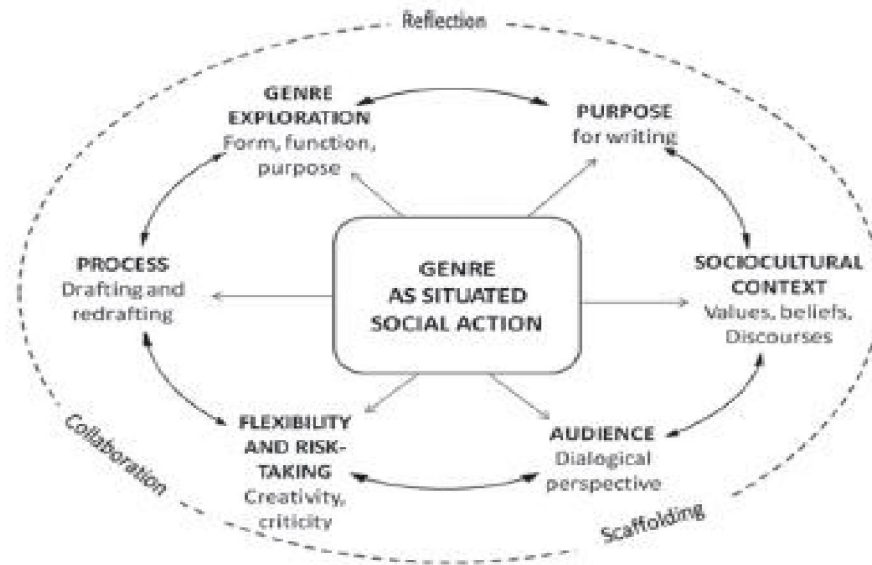 Reflection
GENRE
EXPLORATION
Form, function,
purpose
PURPOSE
for writing
PROCESS
Drafting and
redrafting
GENRE
AS SITUATED
SOCIAL ACTION
SOCIOCULTURAL
CONTEXT
Values, beliefs,
Discourses
FLEXIBILITY
AND RISK-
TAKING
Creativity,
criticity
AUDIENCE
Dialogical
perspective
Collaboration
Scaffolding